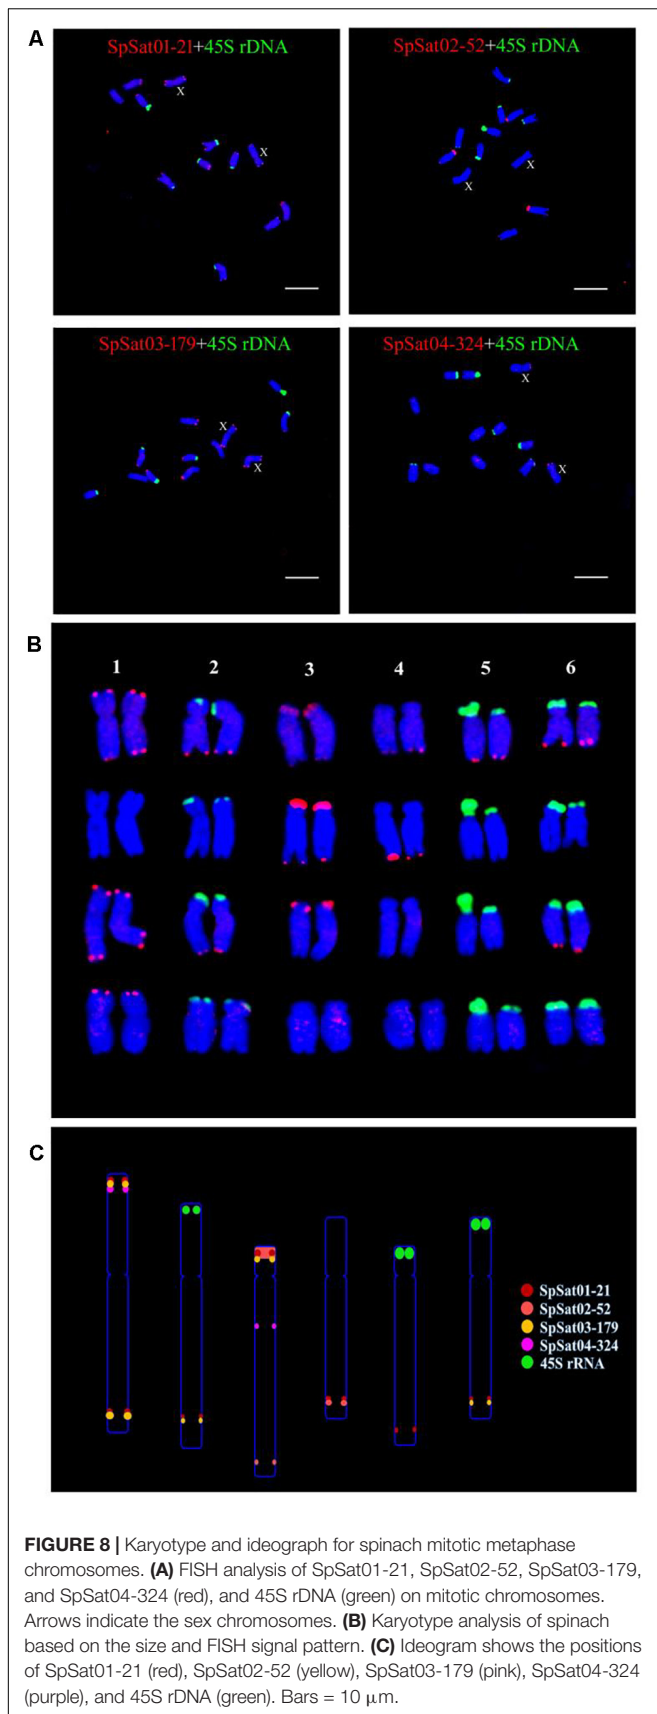 A
SpSat01-21+45S rDNA
X
X
SpSat02-52+45S rDNA
X
X
SpSat03-179+45S rDNA
X
X
SpSat04-324+45S rDNA
X
X
B
1 2 3 4 5 6
C
SpSat01-21
SpSat02-52
SpSat03-179
SpSat04-324
45S rRNA
FIGURE 8 | Karyotype and ideograph for spinach mitotic metaphase
chromosomes. (A) FISH analysis of SpSat01-21, SpSat02-52, SpSat03-179,
and SpSat04-324 (red), and 45S rDNA (green) on mitotic chromosomes.
Arrows indicate the sex chromosomes. (B) Karyotype analysis of spinach
based on the size and FISH signal pattern. (C) Ideogram shows the positions
of SpSat01-21 (red), SpSat02-52 (yellow), SpSat03-179 (pink), SpSat04-324
(purple), and 45S rDNA (green). Bars = 10 μm.